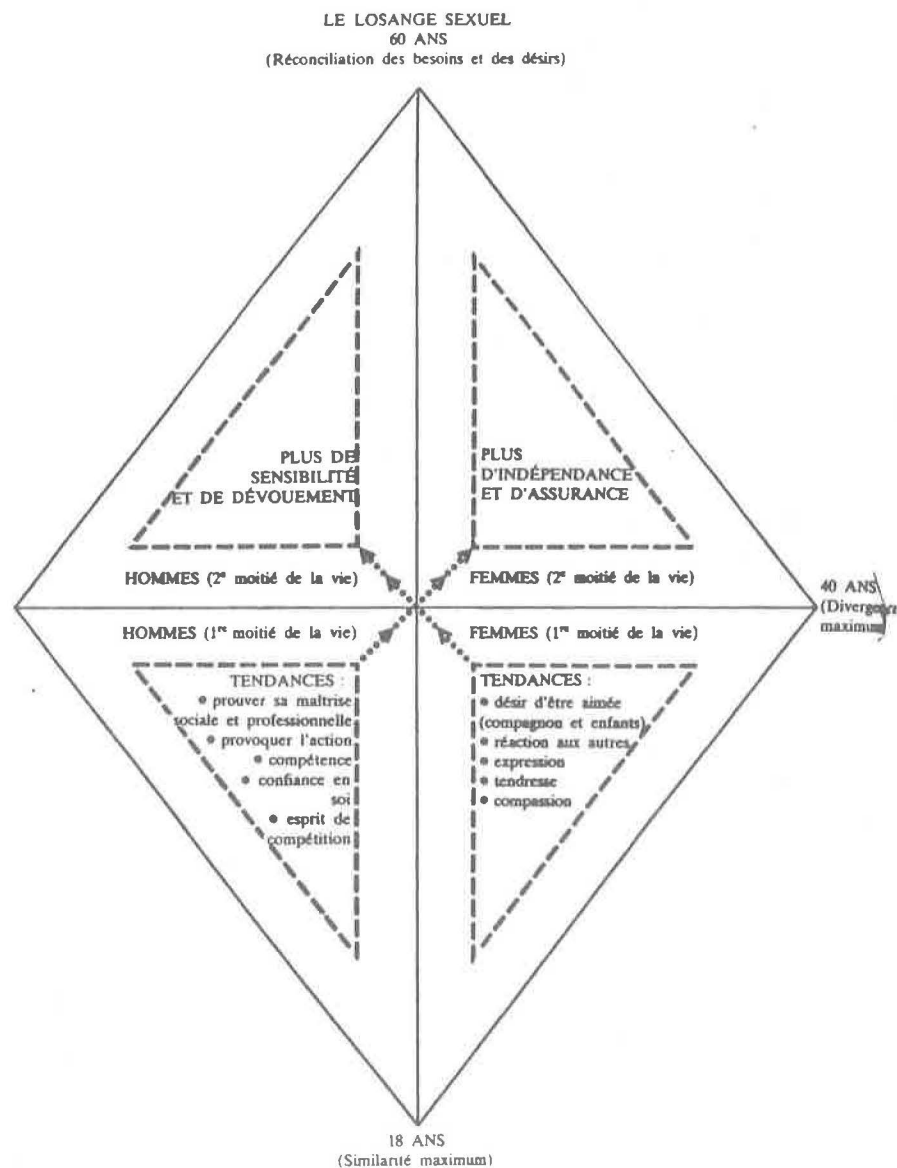 LE LOSANGE SEXUEL
60 ANS
(Réconciliation des besoins et des désirs)
PLUS DE
SENSIBILITÉ
ET DE DÉVOUEMENT
PLUS
D'INDÉPENDANCE
ET D'ASSURANCE
HOMMES (2e moitié de la vie)
FEMMES (2e moitié de la vie)
40 ANS
(Divergence
maximum)
HOMMES (1re moitié de la vie)
FEMMES (1re moitié de la vie)
TENDANCES :
• prouver sa maîtrise
sociale et professionnelle
• provoquer l'action
• compétence
• confiance en
soi
• esprit de
compétition
TENDANCES :
• désir d'être aimée
(compagnon et enfants)
• réaction aux autres
• expression
• tendresse
• compassion
18 ANS
(Similarité maximum)